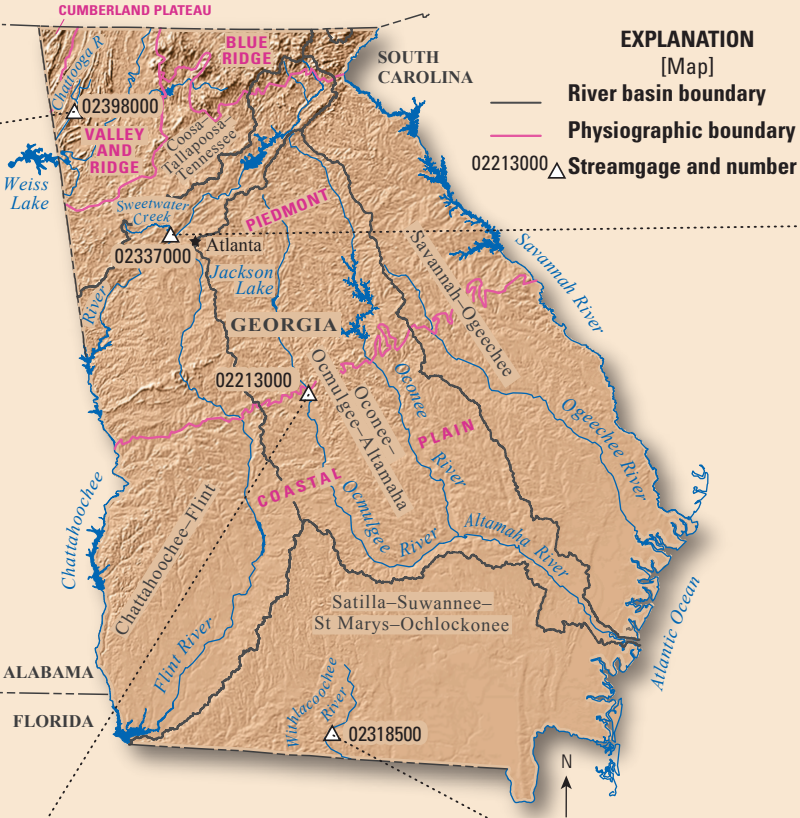 CUMBERLAND PLATEAU
BLUE
RIDGE
SOUTH
CAROLINA
EXPLANATION
[Map]
River basin boundary
Physiographic boundary
02213000 Streamgage and number
Chattooga R
02398000
VALLEY
AND
RIDGE
Coosa–
Tallapoosa–
Tennessee
Weiss
Lake
Sweetwater
Creek
PIEDMONT
02337000
Atlanta
Jackson
Lake
Savannah River
Savannah–Ogeechee
River
GEORGIA
02213000
Ocmulgee–Altamaha
Oconee–
Oconee
River
PLAIN
Ogeechee River
COASTAL
Chattahoochee
Chattahoochee–Flint
Ocmulgee
River
Altamaha River
Satilla–Suwannee–
St Marys–Ochlockonee
Atlantic Ocean
Flint River
ALABAMA
FLORIDA
Withlacoochee
River
02318500
N